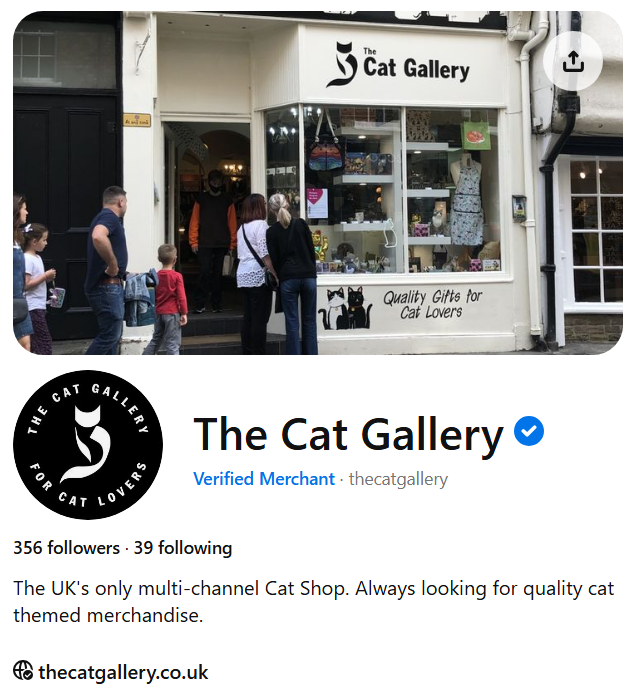 The
Cat Gallery
Quality Gifts for
Cat Lovers
THE CAT GALLERY
FOR CAT LOVERS
The Cat Gallery
Verified Merchant · thecatgallery
356 followers · 39 following
The UK's only multi-channel Cat Shop. Always looking for quality cat
themed merchandise.
thecatgallery.co.uk